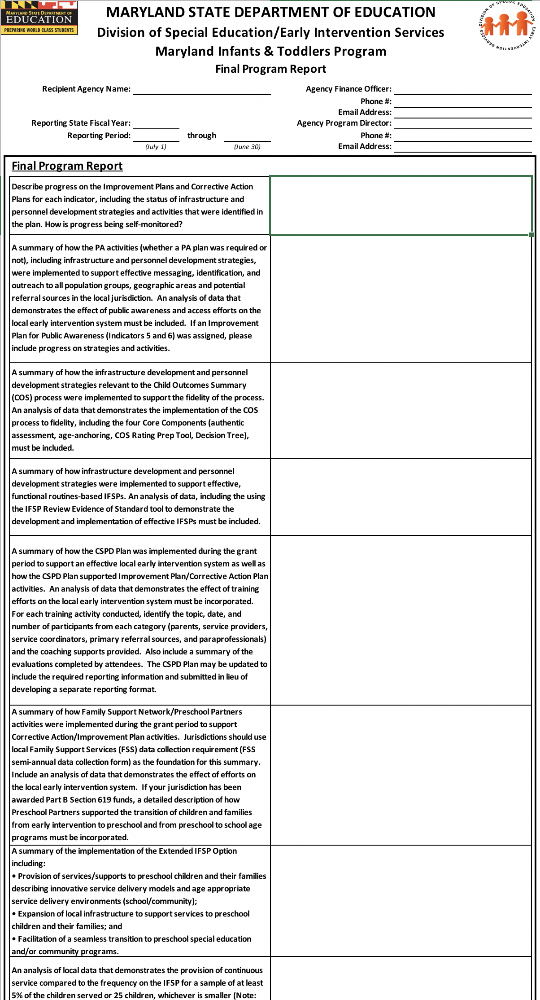 MARYLAND STATE DEPARTMENT OF EDUCATION
Division of Special Education/Early Intervention Services
Maryland Infants & Toddlers Program
Final Program Report
MARYLAND STATE DEPARTMENT OF
EDUCATION
PREPARING WORLD CLASS STUDENTS
DIVISION OF SPECIAL EDUCATION
EARLY INTERVENTION SERVICES
Recipient Agency Name:
Agency Finance Officer:
Phone #:
Email Address:
Reporting State Fiscal Year:
Agency Program Director:
Reporting Period: through
Phone #:
(July 1) (June 30)
Email Address:
Final Program Report
Describe progress on the Improvement Plans and Corrective Action
Plans for each indicator, including the status of infrastructure and
personnel development strategies and activities that were identified in
the plan. How is progress being self-monitored?
A summary of how the PA activities (whether a PA plan was required or
not), including infrastructure and personnel development strategies,
were implemented to support effective messaging, identification, and
outreach to all population groups, geographic areas and potential
referral sources in the local jurisdiction.  An analysis of data that
demonstrates the effect of public awareness and access efforts on the
local early intervention system must be included.  If an Improvement
Plan for Public Awareness (Indicators 5 and 6) was assigned, please
include progress on strategies and activities.
A summary of how the infrastructure development and personnel
development strategies relevant to the Child Outcomes Summary
(COS) process were implemented to support the fidelity of the process.
An analysis of data that demonstrates the implementation of the COS
process to fidelity, including the four Core Components (authentic
assessment, age-anchoring, COS Rating Prep Tool, Decision Tree),
must be included.
A summary of how infrastructure development and personnel
development strategies were implemented to support effective,
functional routines-based IFSPs. An analysis of data, including the using
the IFSP Review Evidence of Standard tool to demonstrate the
development and implementation of effective IFSPs must be included.
A summary of how the CSPD Plan was implemented during the grant
period to support an effective local early intervention system as well as
how the CSPD Plan supported Improvement Plan/Corrective Action Plan
activities.  An analysis of data that demonstrates the effect of training
efforts on the local early intervention system must be incorporated.
For each training activity conducted, identify the topic, date, and
number of participants from each category (parents, service providers,
service coordinators, primary referral sources, and paraprofessionals)
and the coaching supports provided.  Also include a summary of the
evaluations completed by attendees.  The CSPD Plan may be updated to
include the required reporting information and submitted in lieu of
developing a separate reporting format.
A summary of how Family Support Network/Preschool Partners
activities were implemented during the grant period to support
Corrective Action/Improvement Plan activities.  Jurisdictions should use
local Family Support Services (FSS) data collection requirement (FSS
semi-annual data collection form) as the foundation for this summary.
Include an analysis of data that demonstrates the effect of efforts on
the local early intervention system.  If your jurisdiction has been
awarded Part B Section 619 funds, a detailed description of how
Preschool Partners supported the transition of children and families
from early intervention to preschool and from preschool to school age
programs must be incorporated.
A summary of the implementation of the Extended IFSP Option
including:
• Provision of services/supports to preschool children and their families
describing innovative service delivery models and age appropriate
service delivery environments (school/community);
• Expansion of local infrastructure to support services to preschool
children and their families; and
• Facilitation of a seamless transition to preschool special education
and/or community programs.
An analysis of local data that demonstrates the provision of continuous
service compared to the frequency on the IFSP for a sample of at least
5% of the children served or 25 children, whichever is smaller (Note: